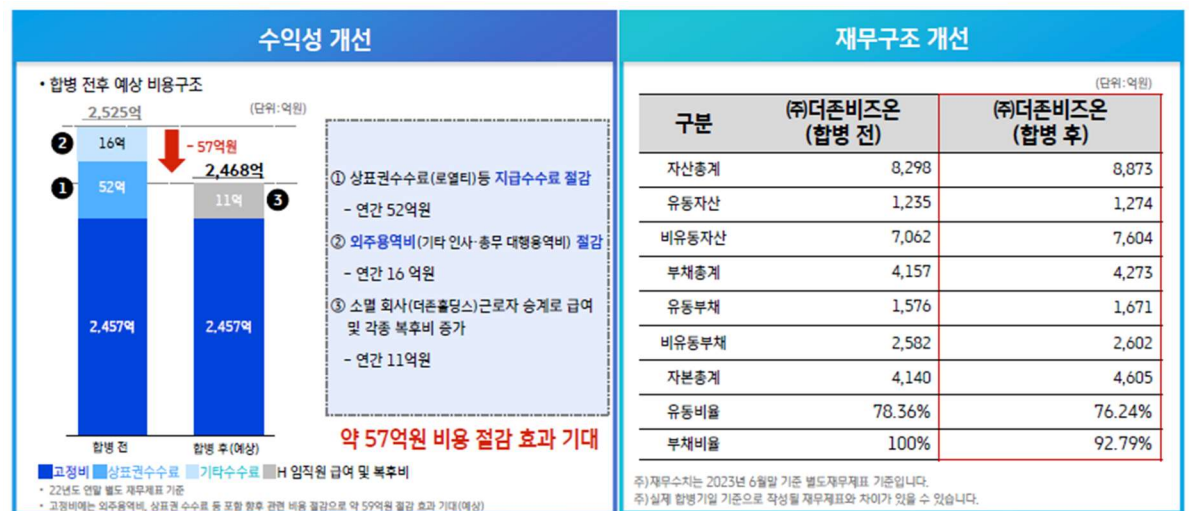 수익성 개선
• 합병 전후 예상 비용구조
(단위:억원)
2,525억
❷ 16억
- 57억원
2,468억
❶ 52억
11억 ❸
2,457억
2,457억
합병 전
합병 후(예상)
① 상표권수수료(로열티)등 지급수수료 절감
- 연간 52억원
② 외주용역비(기타 인사·총무 대행용역비) 절감
- 연간 16 억원
③ 소멸 회사(더존홀딩스)근로자 승계로 급여
및 각종 복후비 증가
- 연간 11억원
약 57억원 비용 절감 효과 기대
고정비 상표권수수료 기타수수료 H 임직원 급여 및 복후비
• 22년도 연말 별도 재무제표 기준
• 고정비에는 외주용역비, 상표권 수수료 등 포함 향후 관련 비용 절감으로 약 59억원 절감 효과 기대(예상)
재무구조 개선
(단위:억원)
구분 ㈜더존비즈온 (합병 전) ㈜더존비즈온 (합병 후)
자산총계 8,298 8,873
유동자산 1,235 1,274
비유동자산 7,062 7,604
부채총계 4,157 4,273
유동부채 1,576 1,671
비유동부채 2,582 2,602
자본총계 4,140 4,605
유동비율 78.36% 76.24%
부채비율 100% 92.79%
주)재무수치는 2023년 6월말 기준 별도재무제표 기준입니다.
주)실제 합병기일 기준으로 작성될 재무제표와 차이가 있을 수 있습니다.